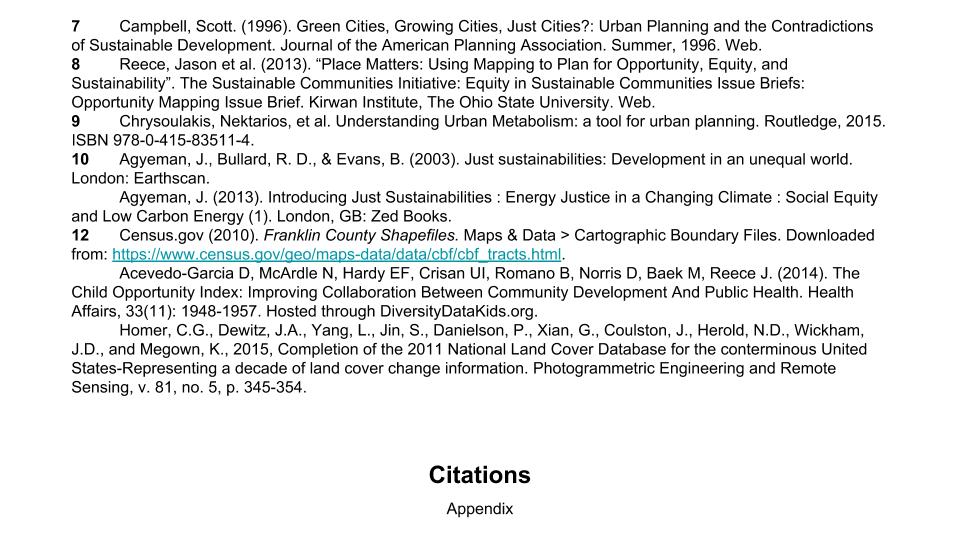 7 Campbell, Scott. (1996). Green Cities, Growing Cities, Just Cities?: Urban Planning and the Contradictions
of Sustainable Development. Journal of the American Planning Association. Summer, 1996. Web.
8 Reece, Jason et al. (2013). “Place Matters: Using Mapping to Plan for Opportunity, Equity, and
Sustainability”. The Sustainable Communities Initiative: Equity in Sustainable Communities Issue Briefs:
Opportunity Mapping Issue Brief. Kirwan Institute, The Ohio State University. Web.
9 Chrysoulakis, Nektarios, et al. Understanding Urban Metabolism: a tool for urban planning. Routledge, 2015.
ISBN 978-0-415-83511-4.
10 Agyeman, J., Bullard, R. D., & Evans, B. (2003). Just sustainabilities: Development in an unequal world.
London: Earthscan.
Agyeman, J. (2013). Introducing Just Sustainabilities : Energy Justice in a Changing Climate : Social Equity
and Low Carbon Energy (1). London, GB: Zed Books.
12 Census.gov (2010). Franklin County Shapefiles. Maps & Data > Cartographic Boundary Files. Downloaded
from: https://www.census.gov/geo/maps-data/data/cbf/cbf_tracts.html.
Acevedo-Garcia D, McArdle N, Hardy EF, Crisan UI, Romano B, Norris D, Baek M, Reece J. (2014). The
Child Opportunity Index: Improving Collaboration Between Community Development And Public Health. Health
Affairs, 33(11): 1948-1957. Hosted through DiversityDataKids.org.
Homer, C.G., Dewitz, J.A., Yang, L., Jin, S., Danielson, P., Xian, G., Coulston, J., Herold, N.D., Wickham,
J.D., and Megown, K., 2015, Completion of the 2011 National Land Cover Database for the conterminous United
States-Representing a decade of land cover change information. Photogrammetric Engineering and Remote
Sensing, v. 81, no. 5, p. 345-354.
Citations
Appendix